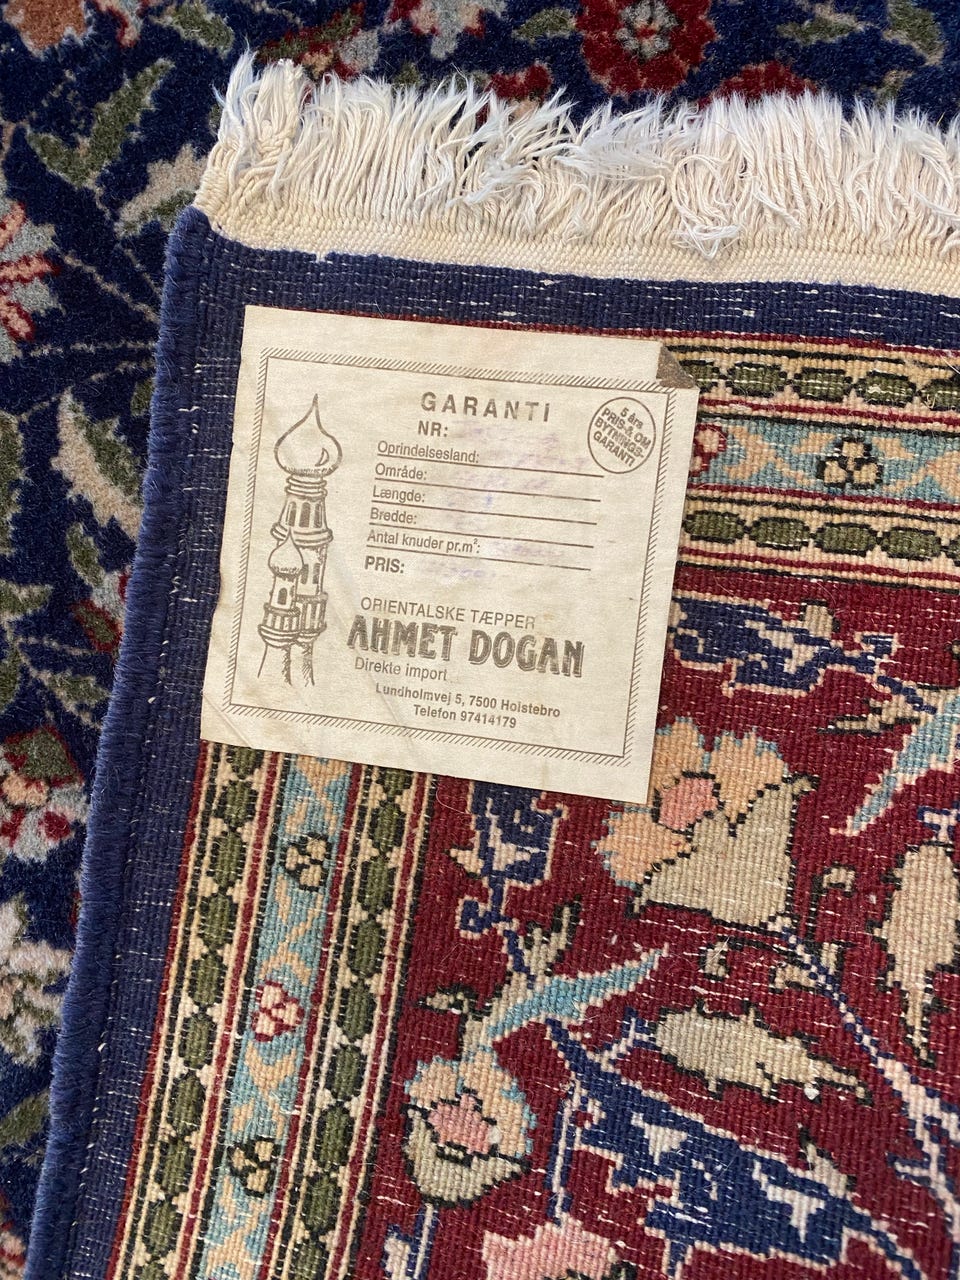 GARANTI
5 års
PRIS- & OM
BYTNINGS-
GARANTI
NR:
Oprindelsesland:
Område:
Længde:
Bredde:
Antal knuder pr.m²:
PRIS:
ORIENTALSKE TÆPPER
AHMET DOGAN
Direkte import
Lundholmvej 5, 7500 Holstebro
Telefon 97414179